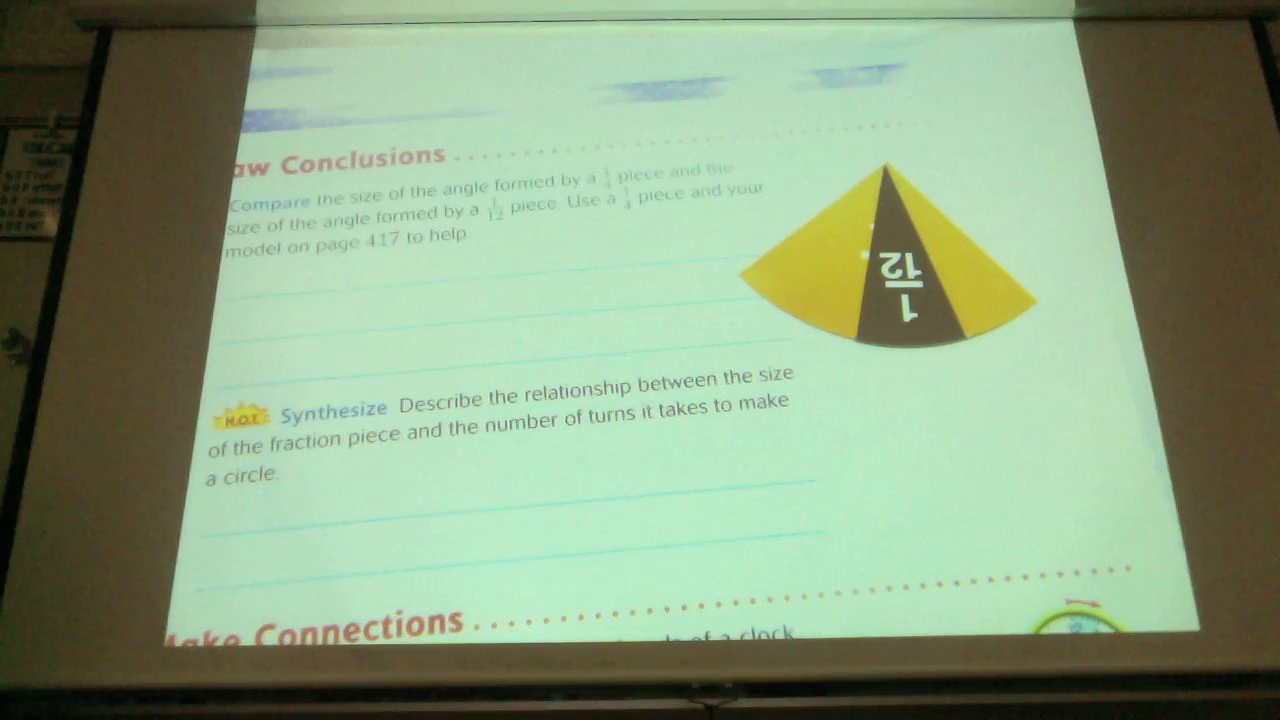 aw Conclusions
Compare the size of the angle formed by a 1/4 piece and the
size of the angle formed by a 1/12 piece. Use a 1/4 piece and your
model on page 417 to help.
1/12
H.O.T. Synthesize Describe the relationship between the size
of the fraction piece and the number of turns it takes to make
a circle.
Make Connections
of a clock